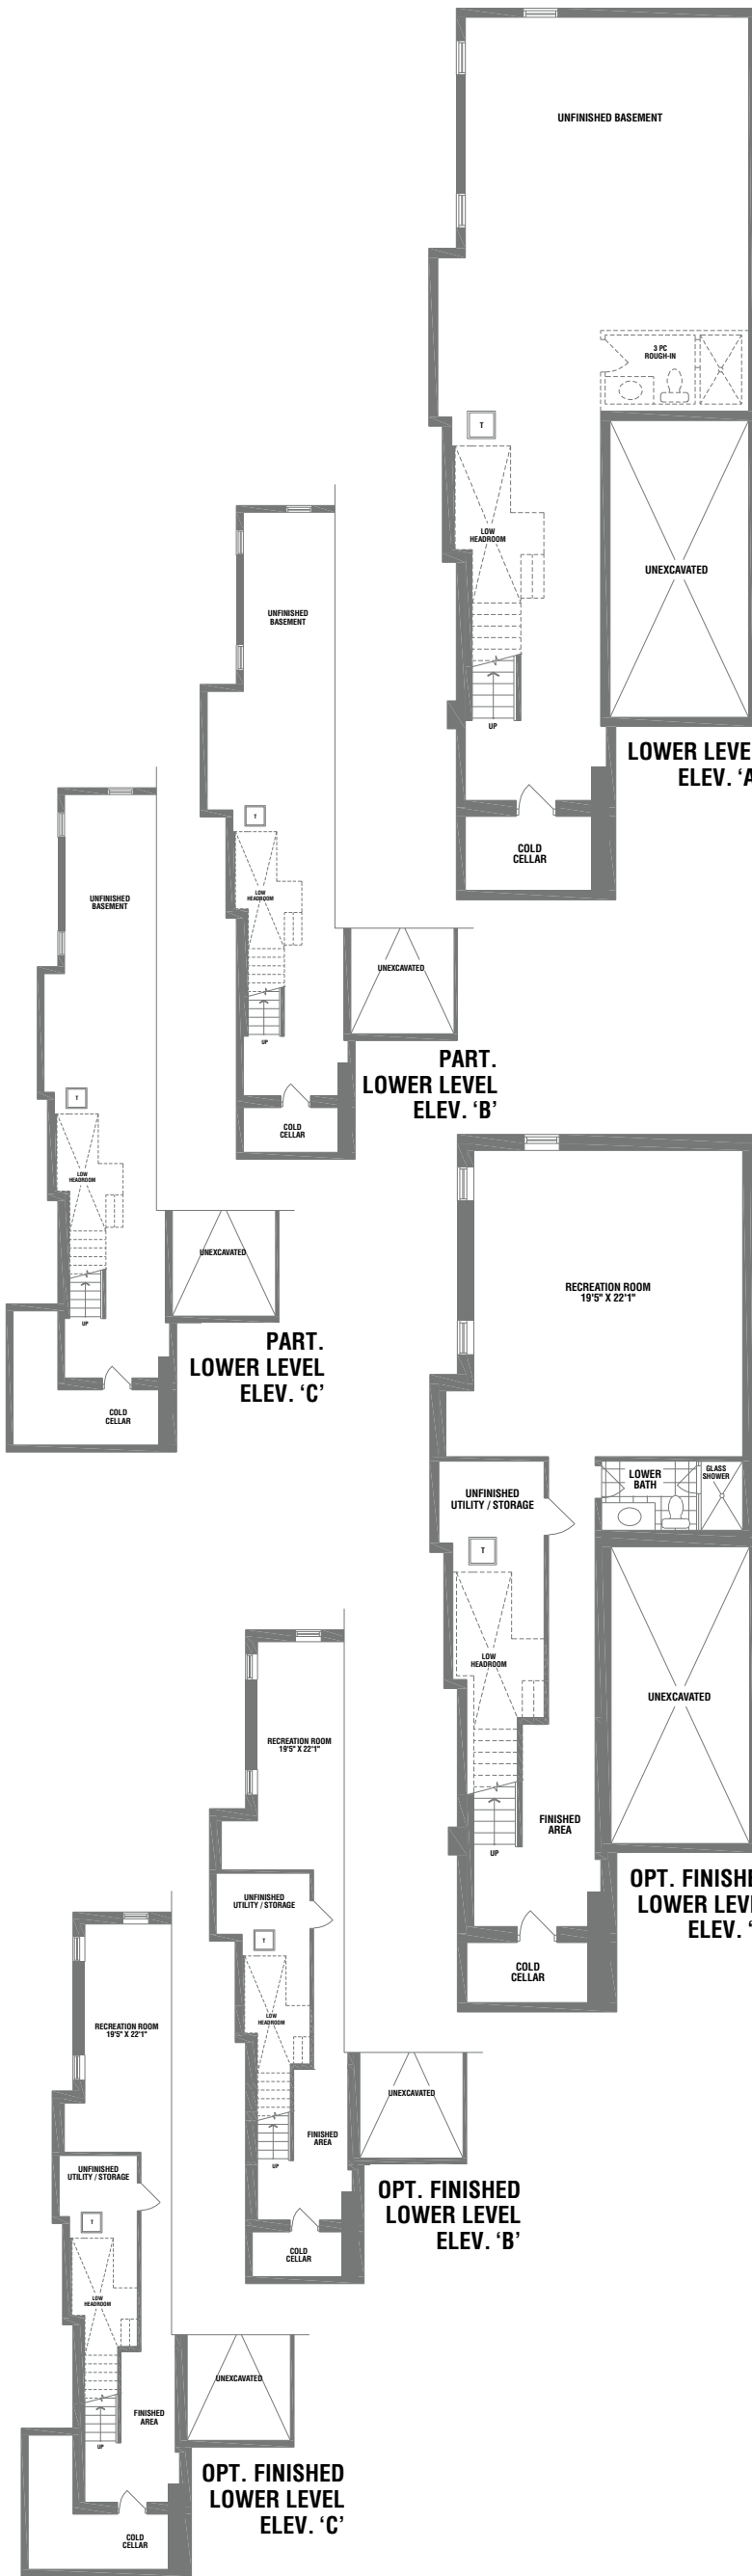 UNFINISHED BASEMENT
3 PC
ROUGH-IN
T
LOW
HEADROOM
UNEXCAVATED
UP
LOWER LEVE
ELEV. ‘A
COLD
CELLAR
UNFINISHED
BASEMENT
T
LOW
HEADROOM
UNEXCAVATED
UP
PART.
LOWER LEVEL
ELEV. ‘B’
COLD
CELLAR
UNFINISHED
BASEMENT
T
LOW
HEADROOM
UNEXCAVATED
UP
PART.
LOWER LEVEL
ELEV. ‘C’
COLD
CELLAR
RECREATION ROOM
19'5" X 22'1"
LOWER
BATH
GLASS
SHOWER
UNFINISHED
UTILITY / STORAGE
T
LOW
HEADROOM
UNEXCAVATED
FINISHED
AREA
UP
OPT. FINISHE
LOWER LEVE
ELEV. ‘
COLD
CELLAR
RECREATION ROOM
19'5" X 22'1"
UNFINISHED
UTILITY / STORAGE
T
LOW
HEADROOM
UNEXCAVATED
FINISHED
AREA
UP
OPT. FINISHED
LOWER LEVEL
ELEV. ‘B’
COLD
CELLAR
RECREATION ROOM
19'5" X 22'1"
UNFINISHED
UTILITY / STORAGE
T
LOW
HEADROOM
UNEXCAVATED
FINISHED
AREA
UP
OPT. FINISHED
LOWER LEVEL
ELEV. ‘C’
COLD
CELLAR